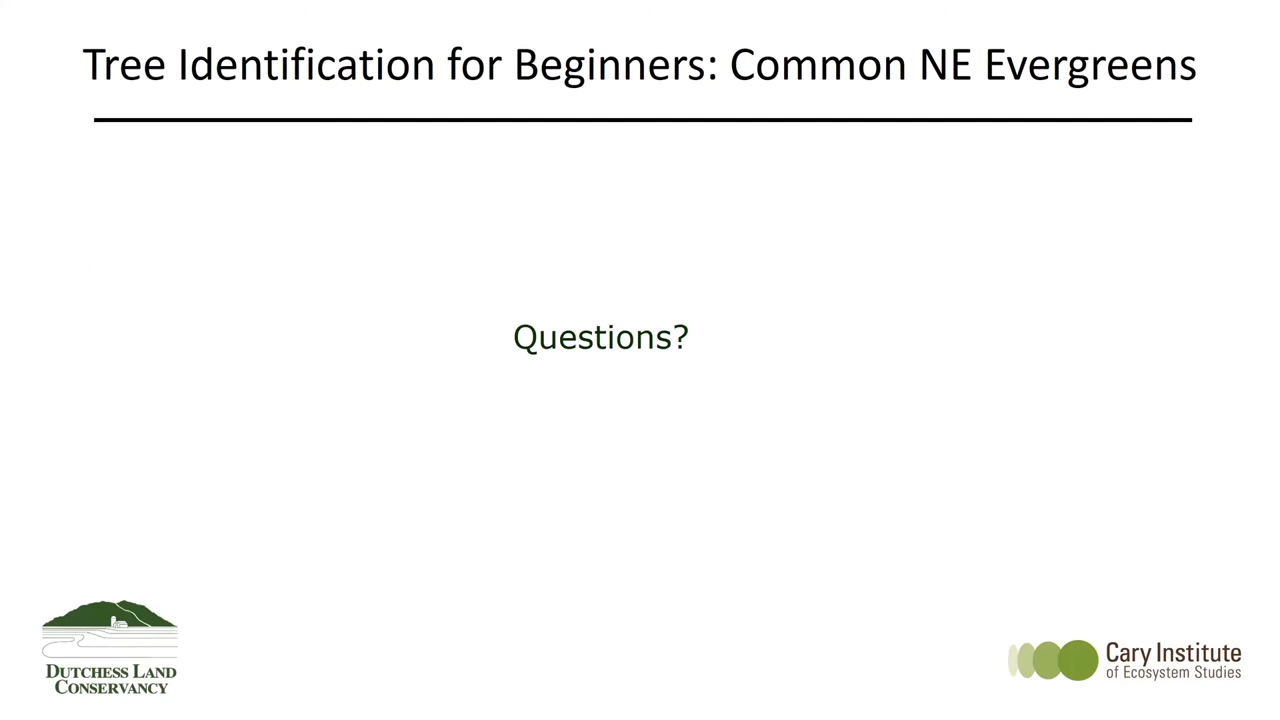 Tree Identification for Beginners: Common NE Evergreens
Questions?
DUTCHESS LAND
CONSERVANCY
Cary Institute
of Ecosystem Studies